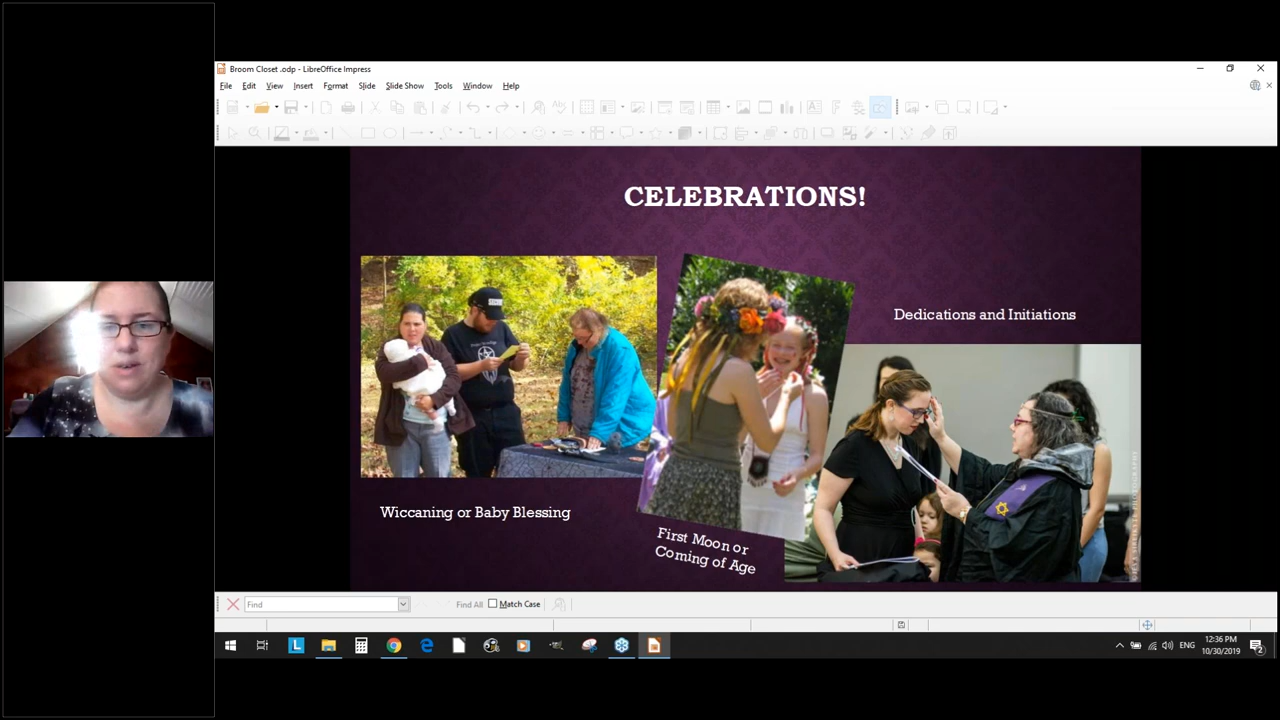 Broom Closet .odp - LibreOffice Impress
File Edit View Insert Format Slide Slide Show Tools Window Help
CELEBRATIONS!
Dedications and Initiations
Wiccaning or Baby Blessing
First Moon or
Coming of Age
Find
Find All
Match Case
ENG
12:36 PM
10/30/2019
2